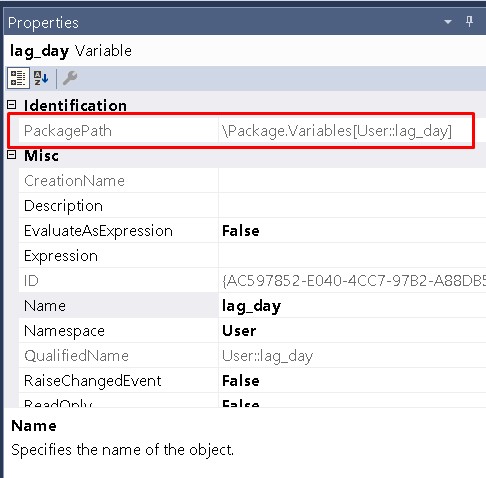 Properties
lag_day Variable
Identification
PackagePath \Package.Variables[User::lag_day]
Misc
CreationName
Description
EvaluateAsExpression False
Expression
ID {AC597852-E040-4CC7-97B2-A88DB5
Name lag_day
Namespace User
QualifiedName User::lag_day
RaiseChangedEvent False
ReadOnly False
Name
Specifies the name of the object.